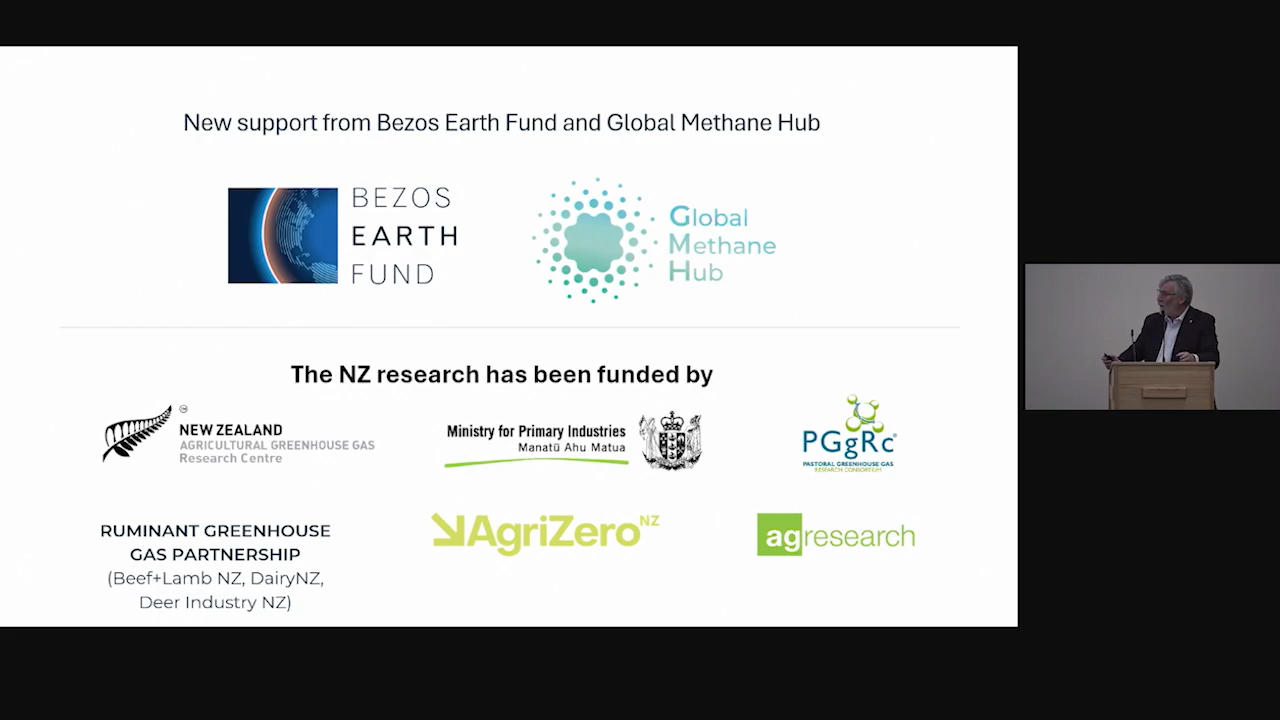 New support from Bezos Earth Fund and Global Methane Hub
BEZOS
EARTH
FUND
Global
Methane
Hub
The NZ research has been funded by
NEW ZEALAND
AGRICULTURAL GREENHOUSE GAS
Research Centre
Ministry for Primary Industries
Manatū Ahu Matua
PGgRc®
PASTORAL GREENHOUSE GAS
RESEARCH CONSORTIUM
RUMINANT GREENHOUSE
GAS PARTNERSHIP
(Beef+Lamb NZ, DairyNZ,
Deer Industry NZ)
AgriZero NZ
agresearch